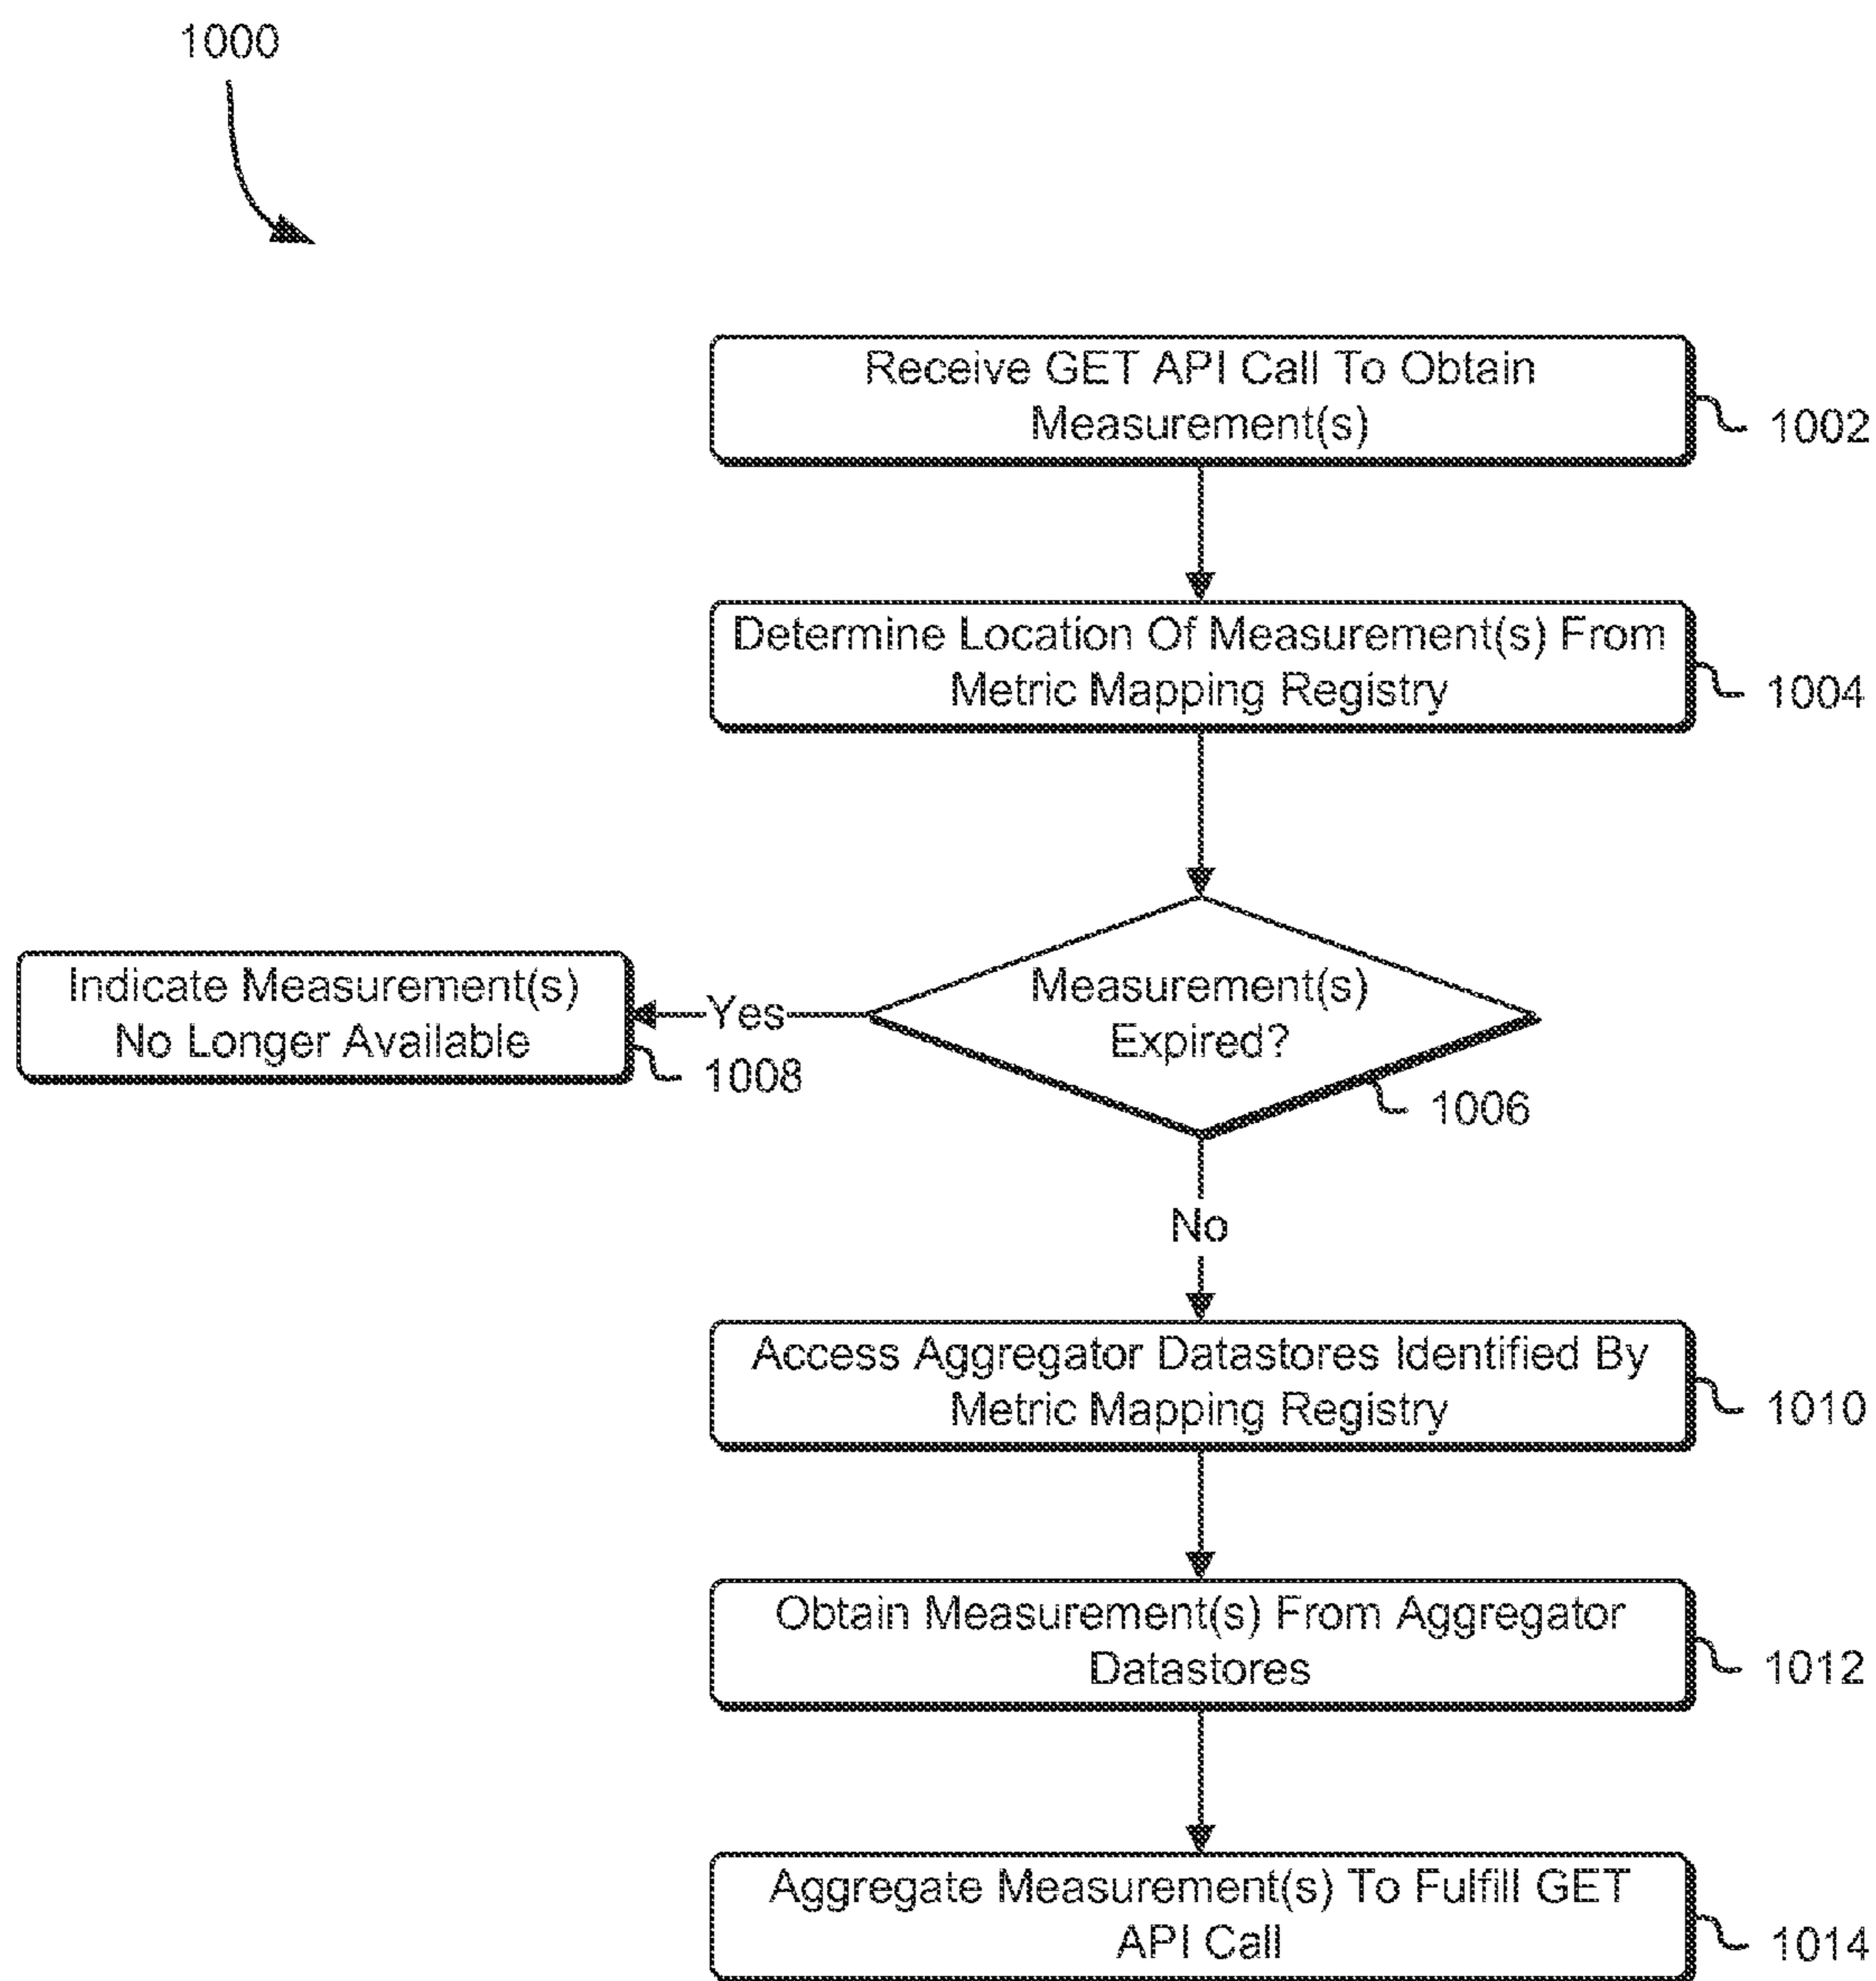 1000
Receive GET API Call To Obtain
Measurement(s)
1002
Determine Location Of Measurement(s) From
Metric Mapping Registry
1004
Measurement(s)
Expired?
1006
Yes
Indicate Measurement(s)
No Longer Available
1008
No
Access Aggregator Datastores Identified By
Metric Mapping Registry
1010
Obtain Measurement(s) From Aggregator
Datastores
1012
Aggregate Measurement(s) To Fulfill GET
API Call
1014